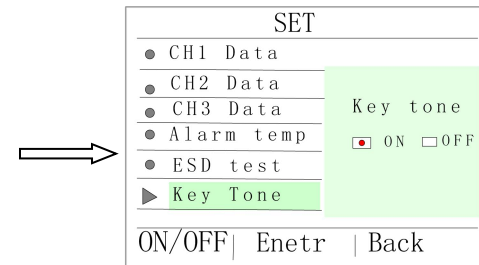 SET
CH1 Data
CH2 Data
CH3 Data
Alarm temp
ESD test
Key Tone
Key tone
ON OFF
ON/OFF| Enetr | Back